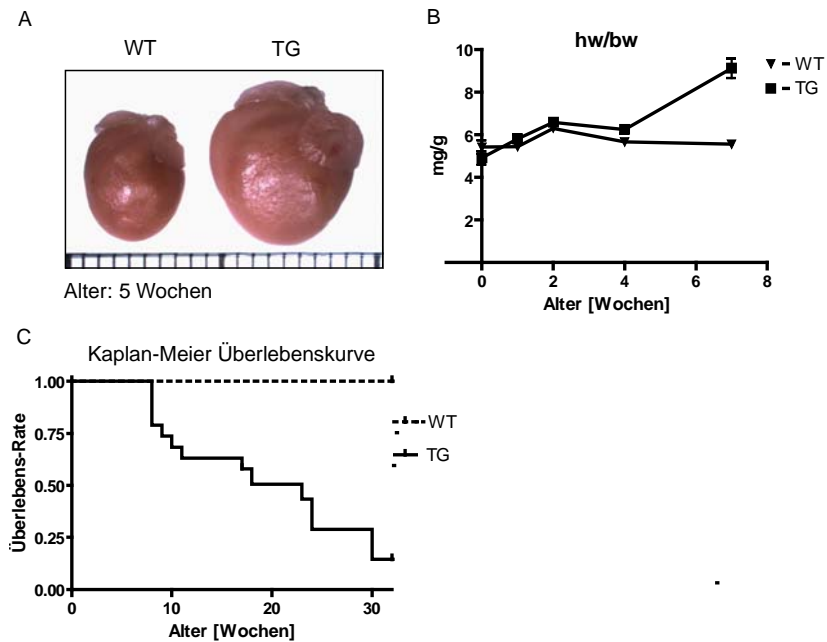 A
WT TG
Alter: 5 Wochen
B
hw/bw
10
8
6
4
2
mg/g
0 2 4 6 8
Alter [Wochen]
WT
TG
C
Kaplan-Meier Überlebenskurve
1.00
0.75
0.50
0.25
0.00
Überlebens-Rate
0 10 20 30
Alter [Wochen]
WT
TG